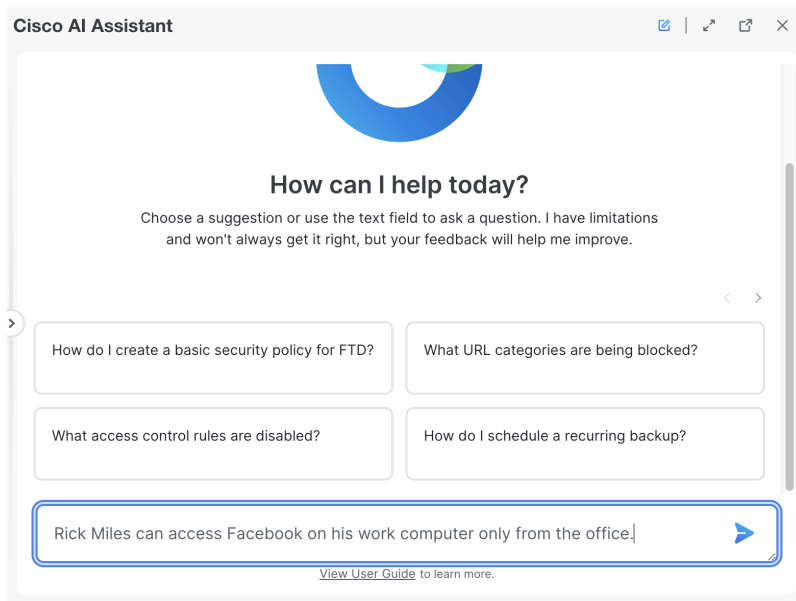 Cisco AI Assistant
How can I help today?
Choose a suggestion or use the text field to ask a question. I have limitations
and won't always get it right, but your feedback will help me improve.
How do I create a basic security policy for FTD?
What URL categories are being blocked?
What access control rules are disabled?
How do I schedule a recurring backup?
Rick Miles can access Facebook on his work computer only from the office.
View User Guide to learn more.